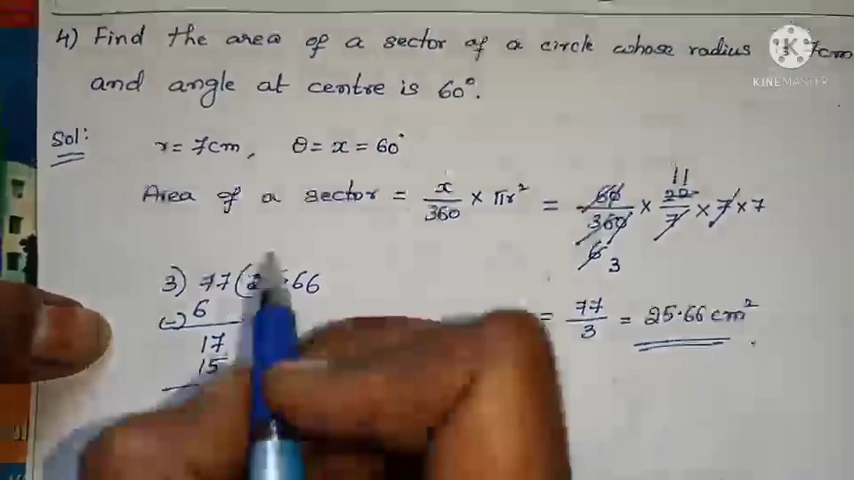 4) Find the area of a sector of a circle whose radius is 7cm
and angle at centre is 60°.
Sol:
r = 7cm, θ = x = 60°
Area of a sector = x/360 × πr² = 60/360 × 22/7 × 7 × 7
11
6 3
3) 77 ( 25.66
(-) 6
17
15
= 77/3 = 25.66 cm².
KINEMASTER